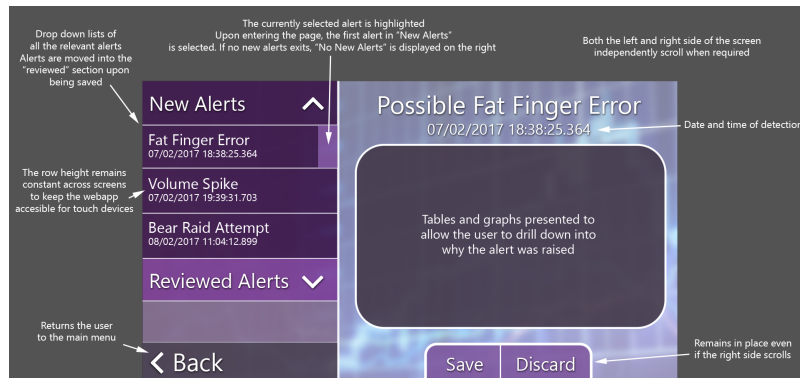 Drop down lists of
all the relevant alerts
Alerts are moved into the
"reviewed" section upon
being saved
The currently selected alert is highlighted
Upon entering the page, the first alert in "New Alerts"
is selected. If no new alerts exits, "No New Alerts" is displayed on the right
Both the left and right side of the screen
independently scroll when required
New Alerts
Fat Finger Error
07/02/2017 18:38:25.364
Volume Spike
07/02/2017 19:39:31.703
Bear Raid Attempt
08/02/2017 11:04:12.899
Reviewed Alerts
Back
The row height remains
constant across screens
to keep the webapp
accesible for touch devices
Returns the user
to the main menu
Possible Fat Finger Error
07/02/2017 18:38:25.364
Date and time of detection
Tables and graphs presented to
allow the user to drill down into
why the alert was raised
Save
Discard
Remains in place even
if the right side scrolls